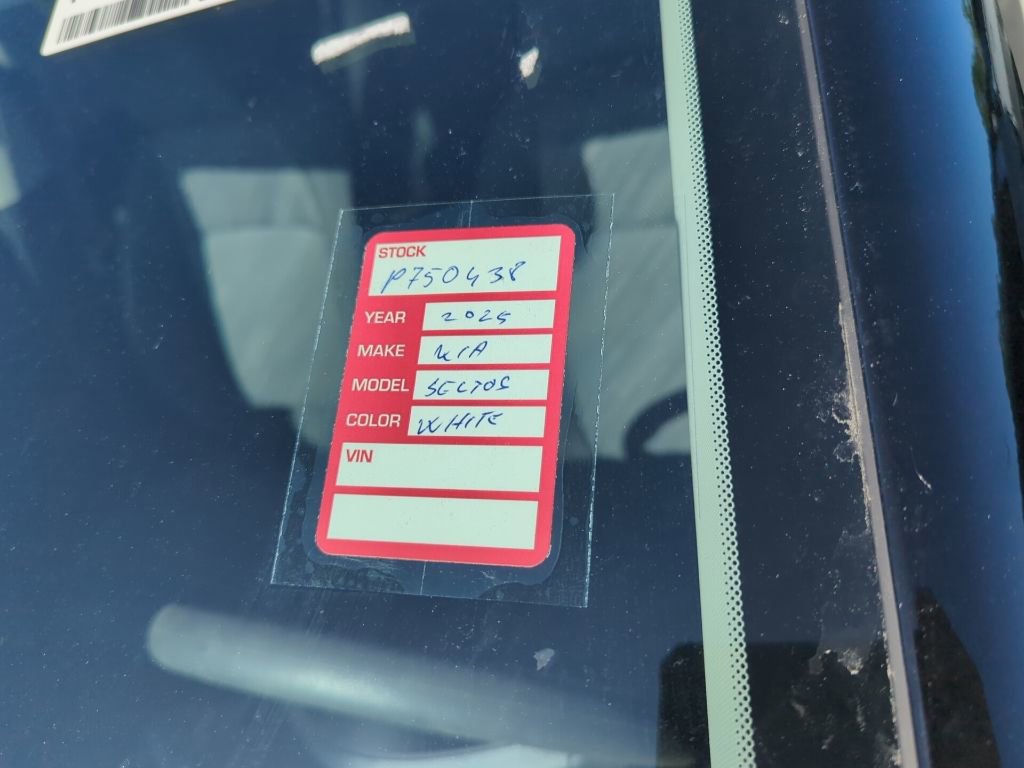 STOCK
P750438
YEAR 2025
MAKE KIA
MODEL SELTOS
COLOR WHITE
VIN